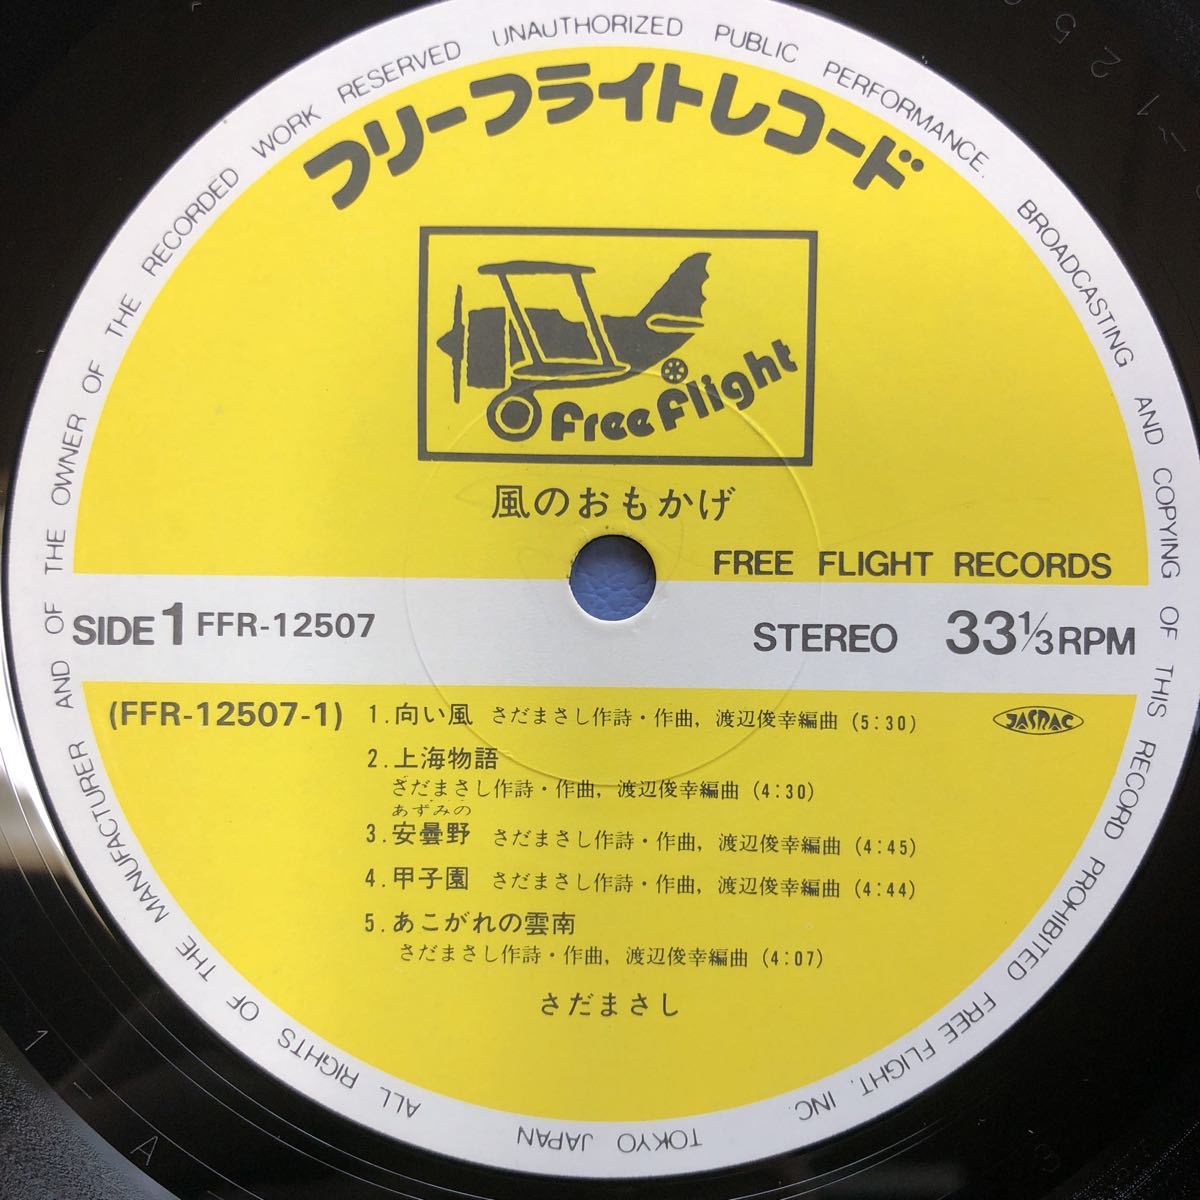 ALL RIGHTS OF THE MANUFACTURER AND OF THE OWNER OF THE RECORDED WORK RESERVED UNAUTHORIZED PUBLIC PERFORMANCE. BROADCASTING AND COPYING OF THIS RECORD PROHIBITED FREE FLIGHT, INC. TOKYO JAPAN
フリーフライトレコード
Free Flight
風のおもかげ
FREE FLIGHT RECORDS
SIDE 1 FFR-12507
STEREO 33⅓ RPM
(FFR-12507-1)
JASRAC
1. 向い風 さだまさし作詩・作曲, 渡辺俊幸編曲 (5:30)
2. 上海物語
さだまさし作詩・作曲, 渡辺俊幸編曲 (4:30)
あずみの
3. 安曇野 さだまさし作詩・作曲, 渡辺俊幸編曲 (4:45)
4. 甲子園 さだまさし作詩・作曲, 渡辺俊幸編曲 (4:44)
5. あこがれの雲南
さだまさし作詩・作曲, 渡辺俊幸編曲 (4:07)
さだまさし